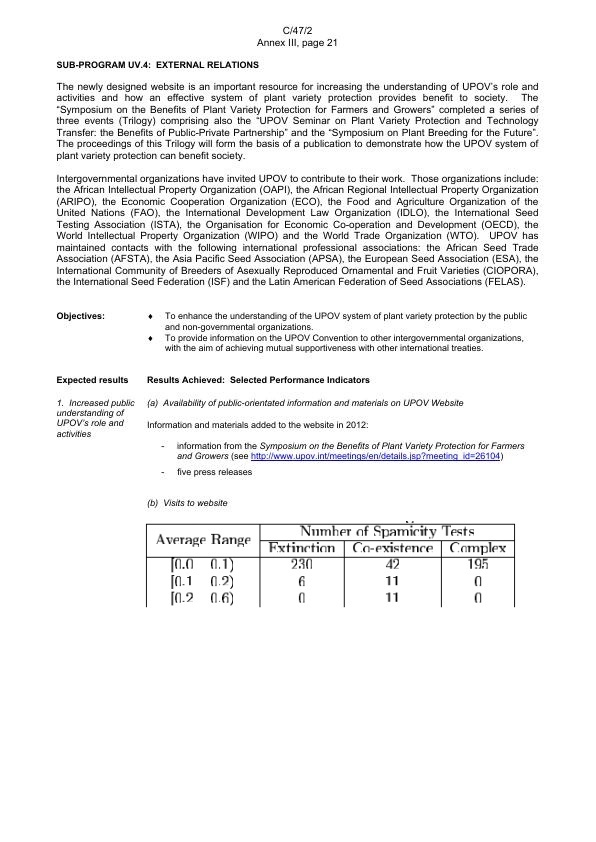 C/47/2
Annex III, page 21
SUB-PROGRAM UV.4: EXTERNAL RELATIONS
The newly designed website is an important resource for increasing the understanding of UPOV's role and
activities and how an effective system of plant variety protection provides benefit to society. The
"Symposium on the Benefits of Plant Variety Protection for Farmers and Growers" completed a series of
three events (Trilogy) comprising also the "UPOV Seminar on Plant Variety Protection and Technology
Transfer: the Benefits of Public-Private Partnership" and the "Symposium on Plant Breeding for the Future".
The proceedings of this Trilogy will form the basis of a publication to demonstrate how the UPOV system of
plant variety protection can benefit society.
Intergovernmental organizations have invited UPOV to contribute to their work. Those organizations include:
the African Intellectual Property Organization (OAPI), the African Regional Intellectual Property Organization
(ARIPO), the Economic Cooperation Organization (ECO), the Food and Agriculture Organization of the
United Nations (FAO), the International Development Law Organization (IDLO), the International Seed
Testing Association (ISTA), the Organisation for Economic Co-operation and Development (OECD), the
World Intellectual Property Organization (WIPO) and the World Trade Organization (WTO). UPOV has
maintained contacts with the following international professional associations: the African Seed Trade
Association (AFSTA), the Asia Pacific Seed Association (APSA), the European Seed Association (ESA), the
International Community of Breeders of Asexually Reproduced Ornamental and Fruit Varieties (CIOPORA),
the International Seed Federation (ISF) and the Latin American Federation of Seed Associations (FELAS).
Objectives: ♦ To enhance the understanding of the UPOV system of plant variety protection by the public
and non-governmental organizations.
♦ To provide information on the UPOV Convention to other intergovernmental organizations,
with the aim of achieving mutual supportiveness with other international treaties.
Expected results Results Achieved: Selected Performance Indicators
1. Increased public
understanding of
UPOV's role and
activities
(a) Availability of public-orientated information and materials on UPOV Website
Information and materials added to the website in 2012:
- information from the Symposium on the Benefits of Plant Variety Protection for Farmers
and Growers (see http://www.upov.int/meetings/en/details.jsp?meeting_id=26104)
- five press releases
(b) Visits to website
Average Range Number of Spamicity Tests
Extinction Co-existence Complex
[0.0 0.1) 230 42 195
[0.1 0.2) 6 11 0
[0.2 0.6) 0 11 0